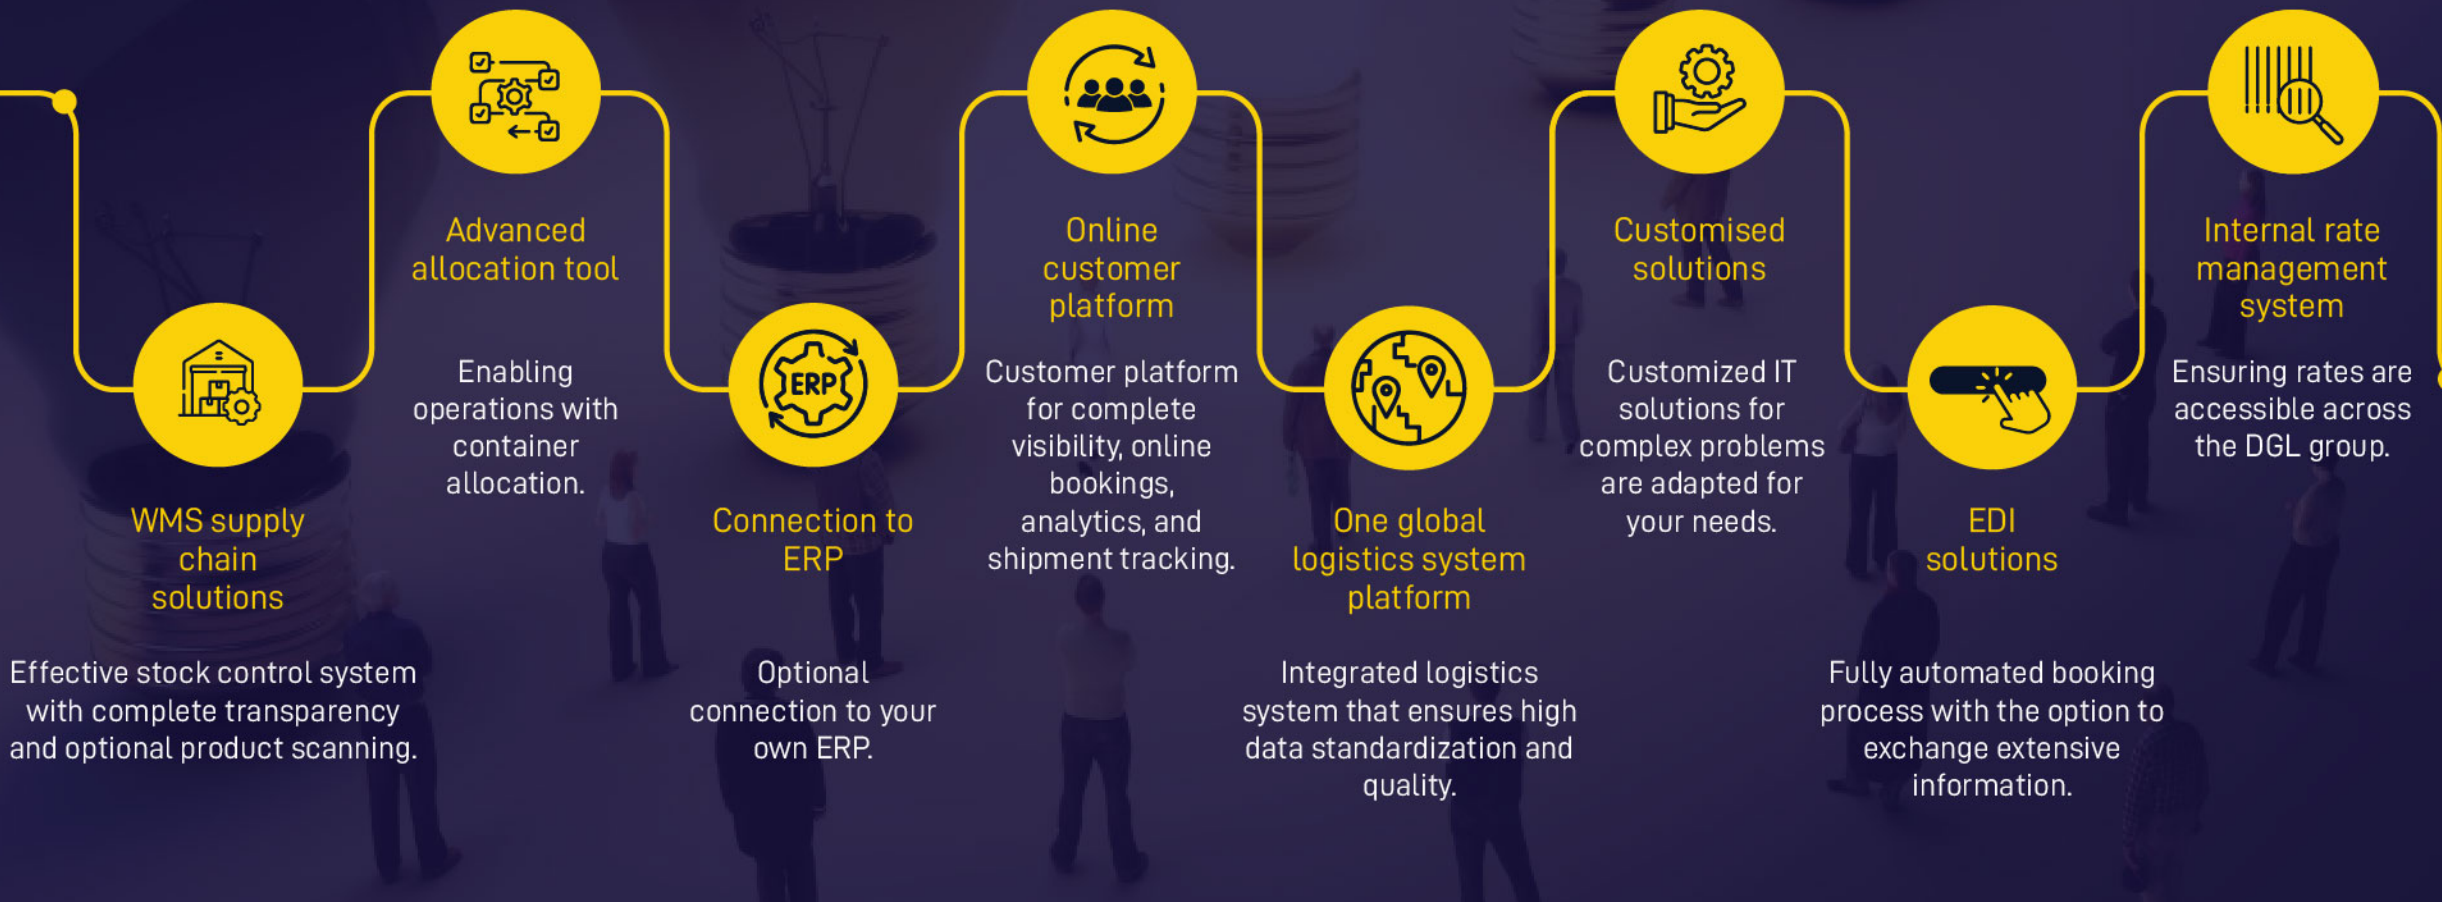 WMS supply
chain
solutions
Effective stock control system
with complete transparency
and optional product scanning.
Advanced
allocation tool
Enabling
operations with
container
allocation.
ERP
Connection to
ERP
Optional
connection to your
own ERP.
Online
customer
platform
Customer platform
for complete
visibility, online
bookings,
analytics, and
shipment tracking.
One global
logistics system
platform
Integrated logistics
system that ensures high
data standardization and
quality.
Customised
solutions
Customized IT
solutions for
complex problems
are adapted for
your needs.
EDI
solutions
Fully automated booking
process with the option to
exchange extensive
information.
Internal rate
management
system
Ensuring rates are
accessible across
the DGL group.